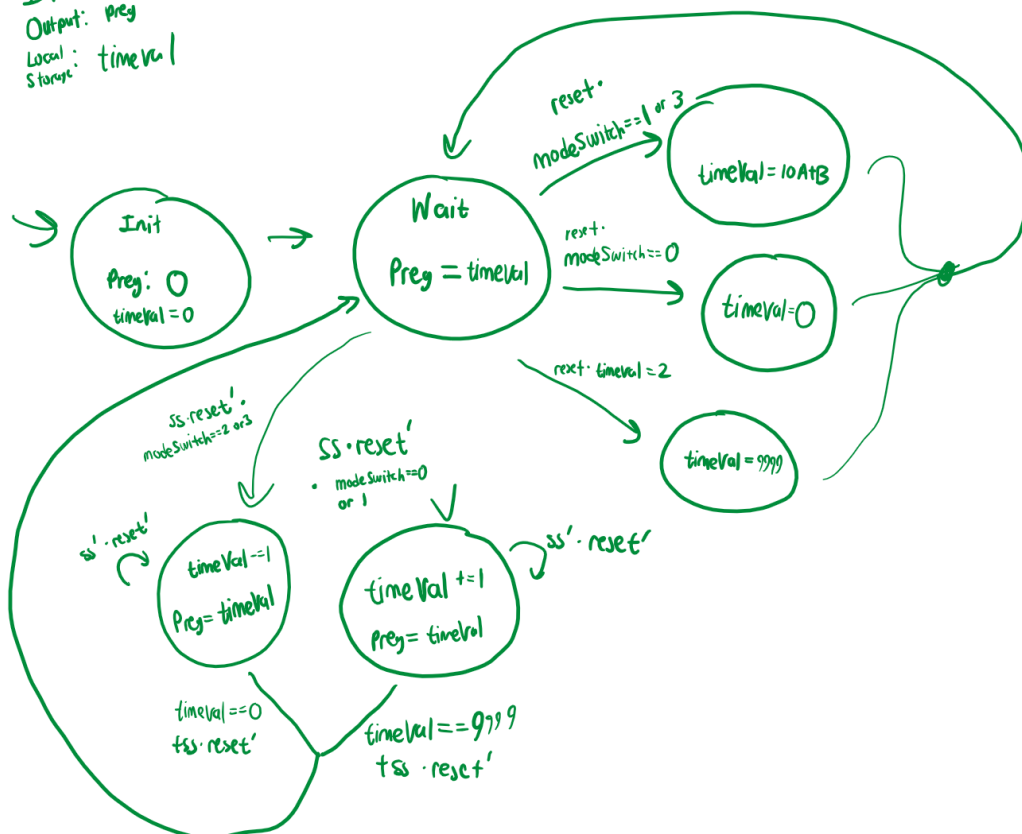 Output: Preg
Local Storage: timeVal
Init
Preg: 0
timeVal = 0
Wait
Preg = timeVal
reset·
modeSwitch==1 or 3
timeVal = 10A+B
reset·
modeSwitch==0
timeVal=0
reset· timeVal = 2
timeVal = 9999
ss·reset'·
modeSwitch==2 or 3
ss·reset'
· modeSwitch==0
or 1
ss'·reset'
timeVal -=1
Preg= timeVal
timeVal +=1
Preg= timeVal
ss'·reset'
timeVal==0
+ss·reset'
timeVal==9999
+ss·reset'